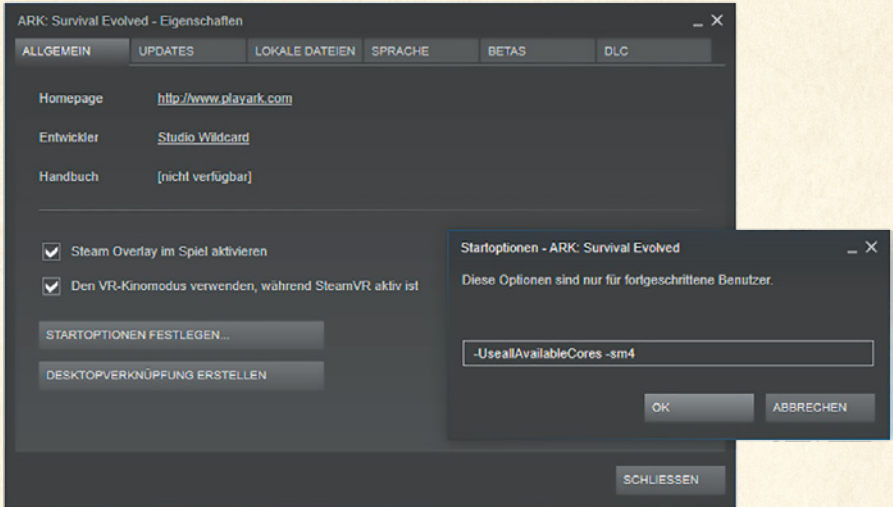 ARK: Survival Evolved - Eigenschaften
ALLGEMEIN UPDATES LOKALE DATEIEN SPRACHE BETAS DLC
Homepage http://www.playark.com
Entwickler Studio Wildcard
Handbuch [nicht verfügbar]
Steam Overlay im Spiel aktivieren
Den VR-Kinomodus verwenden, während SteamVR aktiv ist
STARTOPTIONEN FESTLEGEN...
DESKTOPVERKNÜPFUNG ERSTELLEN
SCHLIESSEN
Startoptionen - ARK: Survival Evolved
Diese Optionen sind nur für fortgeschrittene Benutzer.
-UseallAvailableCores -sm4
OK ABBRECHEN